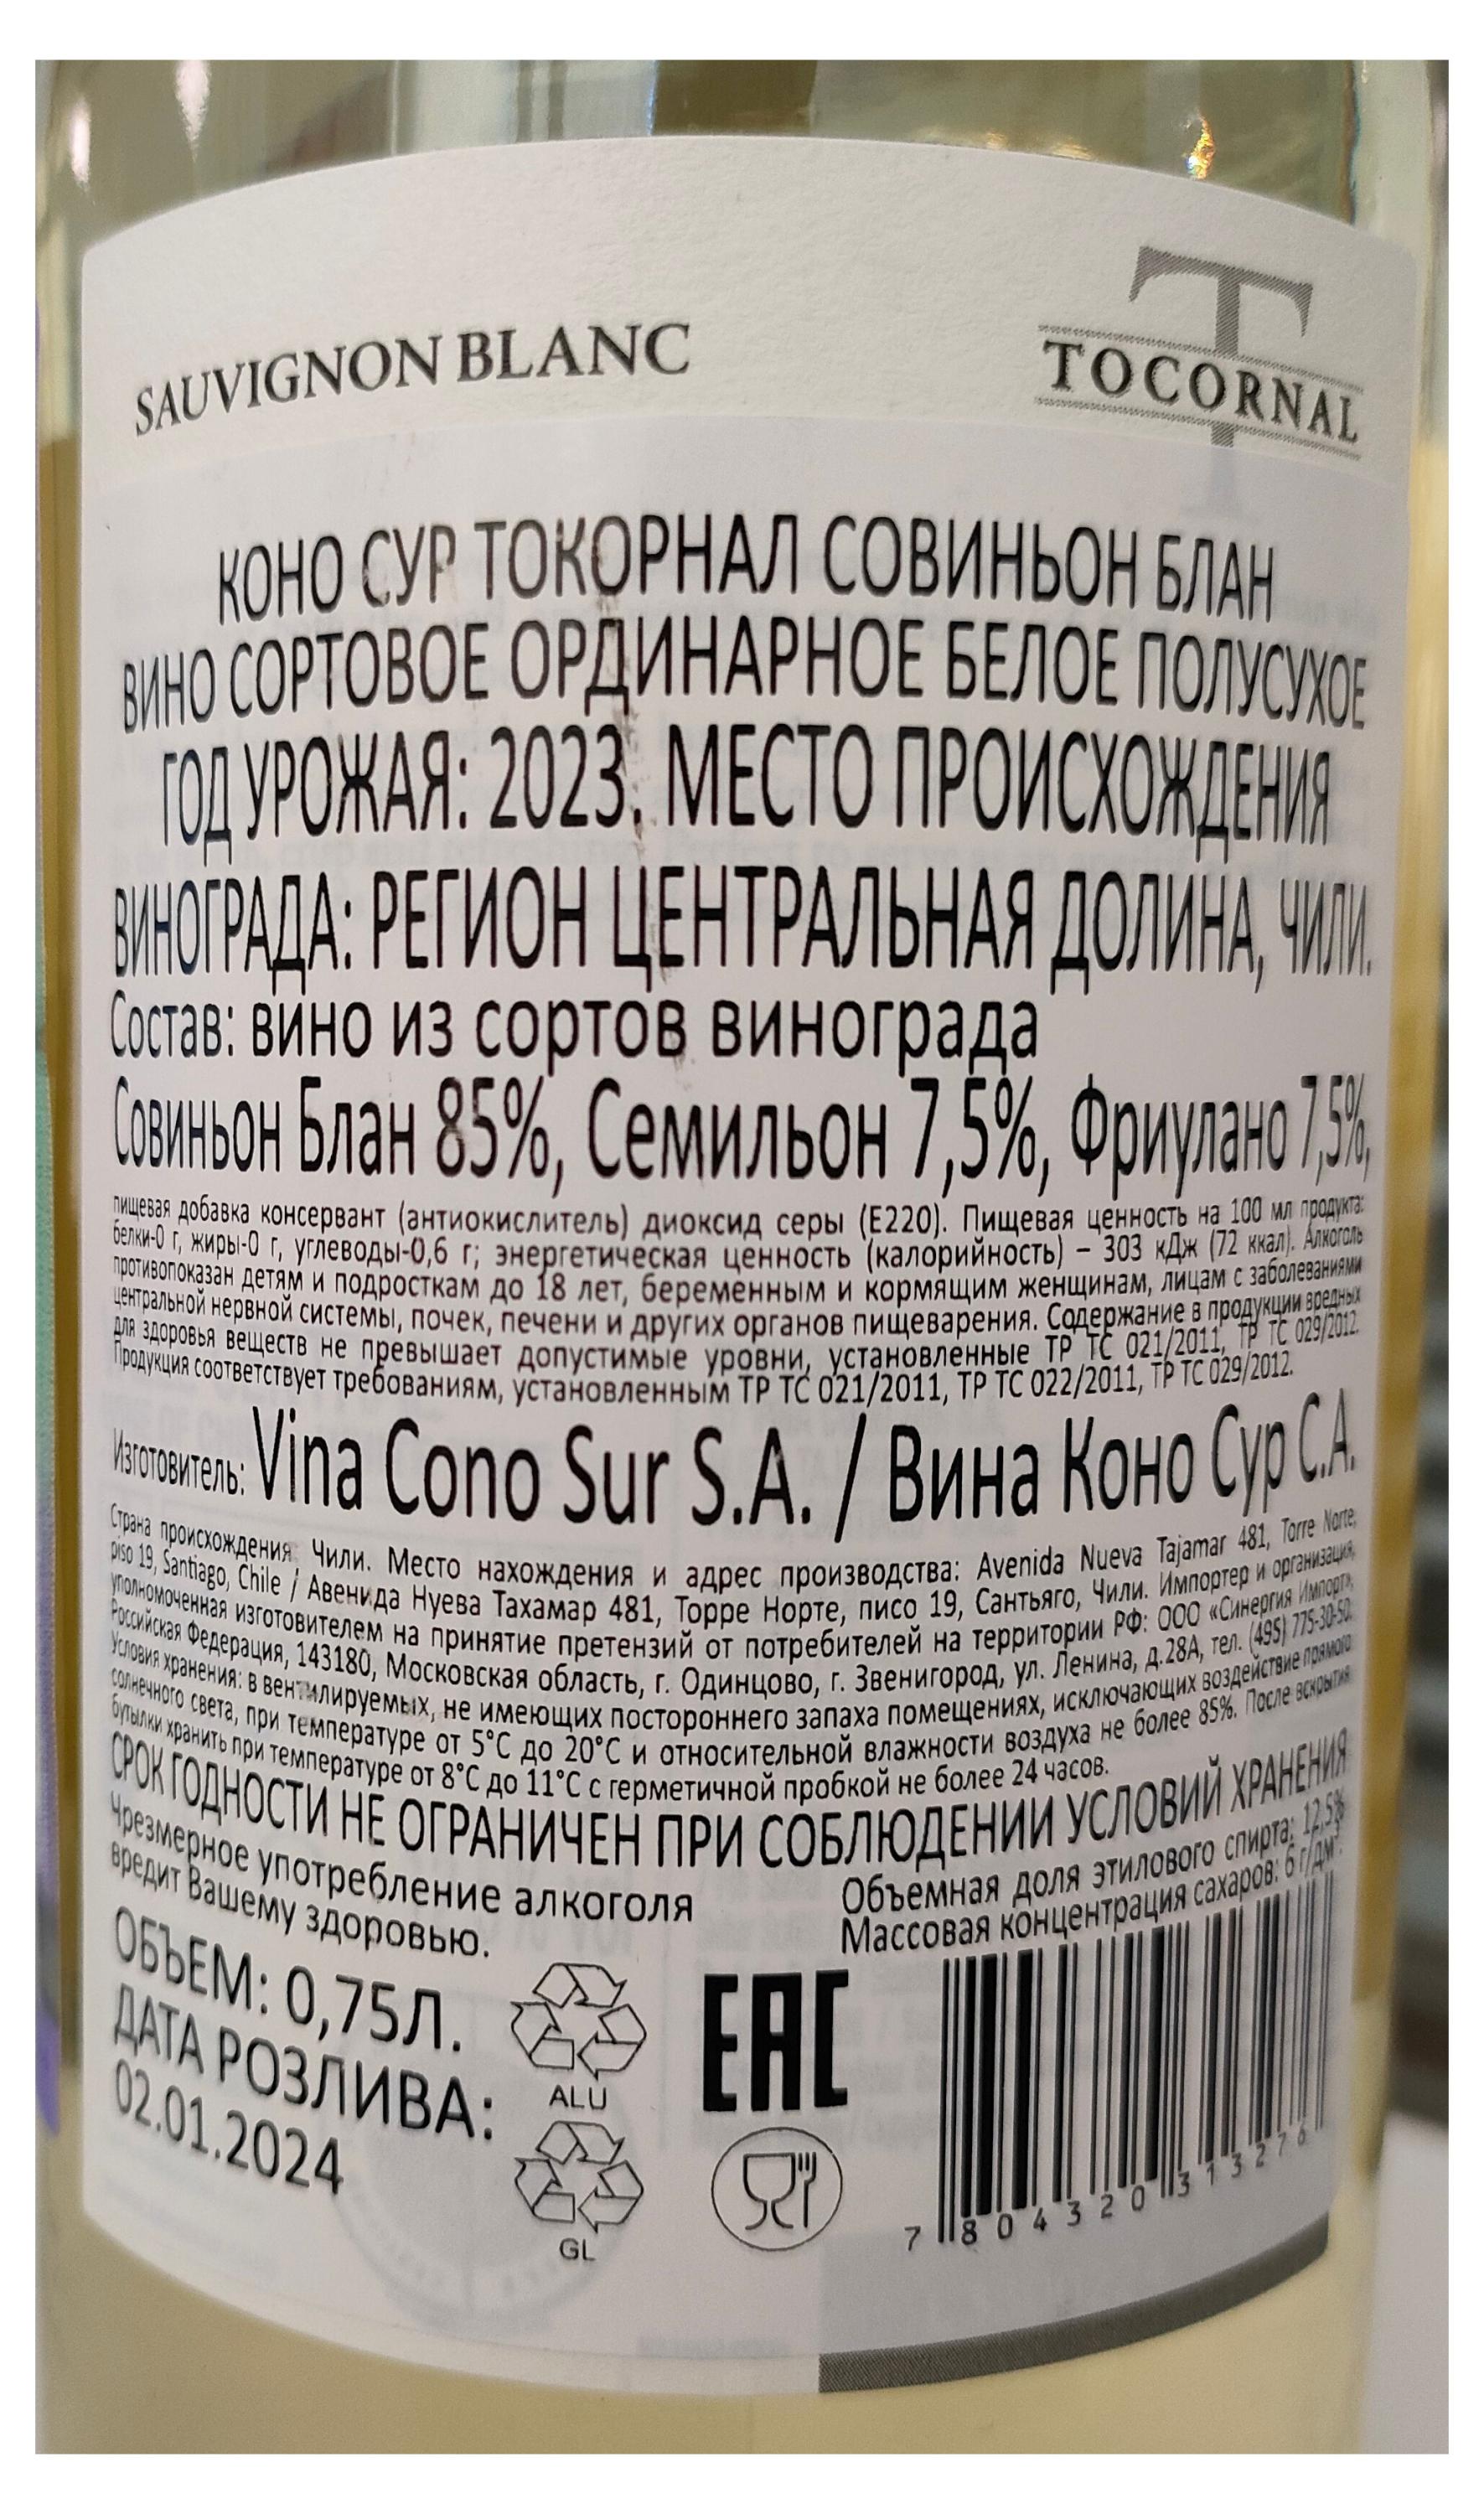 SAUVIGNON BLANC
T
TOCORNAL
КОНО СУР ТОКОРНАЛ СОВИНЬОН БЛАН
ВИНО СОРТОВОЕ ОРДИНАРНОЕ БЕЛОЕ ПОЛУСУХОЕ
ГОД УРОЖАЯ: 2023. МЕСТО ПРОИСХОЖДЕНИЯ
ВИНОГРАДА: РЕГИОН ЦЕНТРАЛЬНАЯ ДОЛИНА, ЧИЛИ.
Состав: вино из сортов винограда
Совиньон Блан 85%, Семильон 7,5%, Фриулано 7,5%,
пищевая добавка консервант (антиокислитель) диоксид серы (Е220). Пищевая ценность на 100 мл продукта:
белки-0 г, жиры-0 г, углеводы-0,6 г; энергетическая ценность (калорийность) – 303 кДж (72 ккал). Алкоголь
противопоказан детям и подросткам до 18 лет, беременным и кормящим женщинам, лицам с заболеваниями
центральной нервной системы, почек, печени и других органов пищеварения. Содержание в продукции вредных
для здоровья веществ не превышает допустимые уровни, установленные ТР ТС 021/2011, ТР ТС 029/2012.
Продукция соответствует требованиям, установленным ТР ТС 021/2011, ТР ТС 022/2011, ТР ТС 029/2012.
Изготовитель: Vina Cono Sur S.A. / Вина Коно Сур С.А.
Страна происхождения: Чили. Место нахождения и адрес производства: Avenida Nueva Tajamar 481, Torre Norte,
piso 19, Santiago, Chile / Авенида Нуева Тахамар 481, Торре Норте, писо 19, Сантьяго, Чили. Импортер и организация,
уполномоченная изготовителем на принятие претензий от потребителей на территории РФ: ООО «Синергия Импорт»,
Российская Федерация, 143180, Московская область, г. Одинцово, г. Звенигород, ул. Ленина, д.28А, тел. (495) 775-30-50.
Условия хранения: в вентилируемых, не имеющих постороннего запаха помещениях, исключающих воздействие прямого
солнечного света, при температуре от 5°С до 20°С и относительной влажности воздуха не более 85%. После вскрытия
бутылки хранить при температуре от 8°С до 11°С с герметичной пробкой не более 24 часов.
СРОК ГОДНОСТИ НЕ ОГРАНИЧЕН ПРИ СОБЛЮДЕНИИ УСЛОВИЙ ХРАНЕНИЯ
Чрезмерное употребление алкоголя
вредит Вашему здоровью.
Объемная доля этилового спирта: 12,5%
Массовая концентрация сахаров: 6 г/дм³.
ОБЪЕМ: 0,75Л.
ДАТА РОЗЛИВА:
02.01.2024
ALU
GL
EAC
7 804320 313276